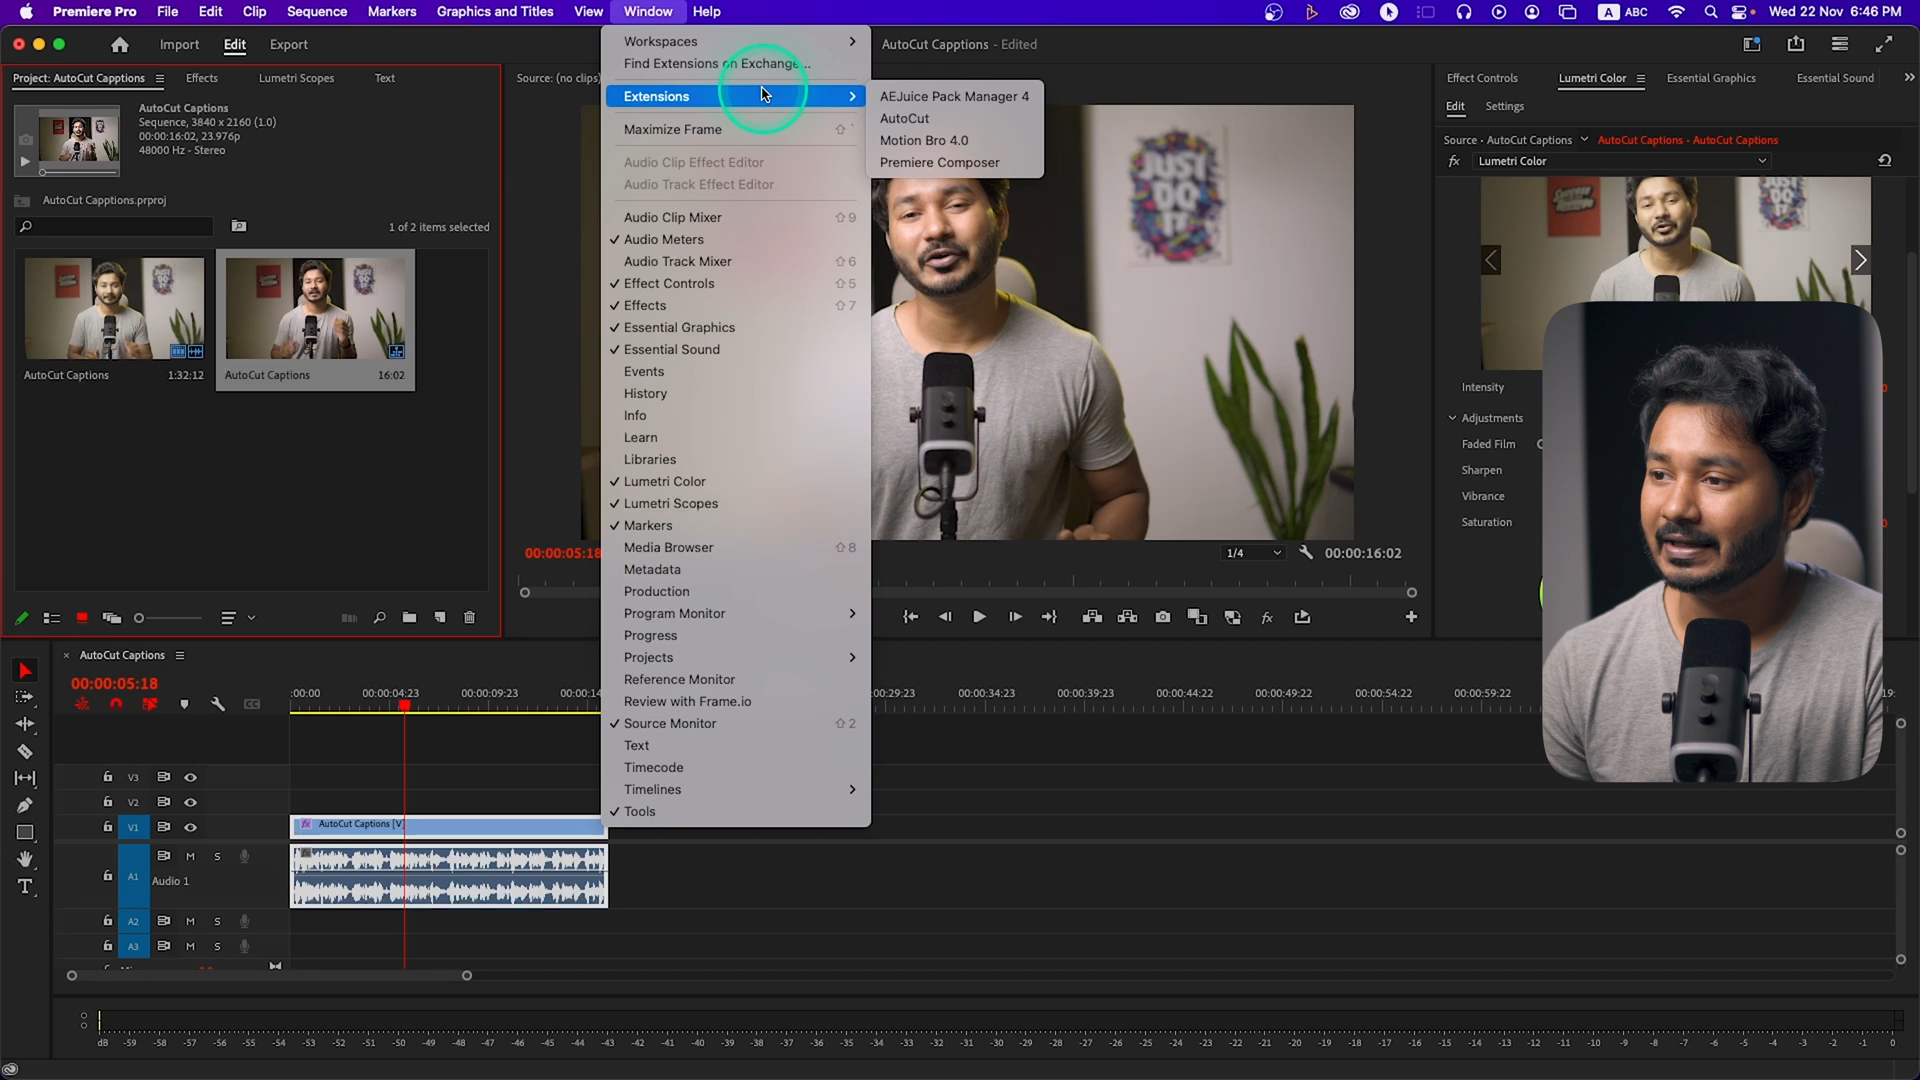 Premiere Pro File Edit Clip Sequence Markers Graphics and Titles View Window Help
A ABC Wed 22 Nov 6:46 PM
Import Edit Export
AutoCut Capptions - Edited
Project: AutoCut Capptions Effects Lumetri Scopes Text
AutoCut Captions
Sequence, 3840 x 2160 (1.0)
00:00:16:02, 23.976p
48000 Hz - Stereo
AutoCut Capptions.prproj
1 of 2 items selected
AutoCut Captions 1:32:12
AutoCut Captions 16:02
Workspaces
Find Extensions on Exchange...
Extensions
Maximize Frame ⇧ `
Audio Clip Effect Editor
Audio Track Effect Editor
Audio Clip Mixer ⇧9
✓ Audio Meters
Audio Track Mixer ⇧6
✓ Effect Controls ⇧5
✓ Effects ⇧7
✓ Essential Graphics
✓ Essential Sound
Events
History
Info
Learn
Libraries
✓ Lumetri Color
✓ Lumetri Scopes
✓ Markers
Media Browser ⇧8
Metadata
Production
Program Monitor
Progress
Projects
Reference Monitor
Review with Frame.io
✓ Source Monitor ⇧2
Text
Timecode
Timelines
✓ Tools
AEJuice Pack Manager 4
AutoCut
Motion Bro 4.0
Premiere Composer
Source: (no clips)
JUST
DO
IT
00:00:05:18
1/4
00:00:16:02
Effect Controls Lumetri Color Essential Graphics Essential Sound
Edit Settings
Source · AutoCut Captions AutoCut Captions · AutoCut Captions
fx Lumetri Color
Intensity
Adjustments
Faded Film
Sharpen
Vibrance
Saturation
× AutoCut Captions
00:00:05:18
:00:00 00:00:04:23 00:00:09:23 00:00:14 00:29:23 00:00:34:23 00:00:39:23 00:00:44:22 00:00:49:22 00:00:54:22 00:00:59:22 19:
V3
V2
V1
fx AutoCut Captions [V]
A1 M S
Audio 1
A2 M S
A3 M S
dB -59 -58 -57 -56 -55 -54 -53 -52 -51 -50 -49 -48 -47 -46 -45 -44 -43 -42 -41 -40 -39 -38 -37 -36 -35 -34 -33 -32 -31 -30 -29 -28 -27 -26 -25 -24 -23 -22 -21 -20 -19 -18 -17 -16 -15 -14 -13 -12 -11 -10 -9 -8 -7 -6 -5 -4 -3 -2 -1 0